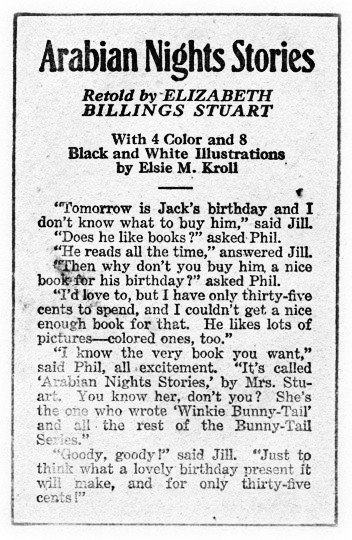 Arabian Nights Stories
Retold by ELIZABETH
BILLINGS STUART
With 4 Color and 8
Black and White Illustrations
by Elsie M. Kroll
"Tomorrow is Jack's birthday and I
don't know what to buy him," said Jill.
"Does he like books?" asked Phil.
"He reads all the time," answered Jill.
"Then why don't you buy him a nice
book for his birthday?" asked Phil.
"I'd love to, but I have only thirty-five
cents to spend, and I couldn't get a nice
enough book for that. He likes lots of
pictures—colored ones, too."
"I know the very book you want,"
said Phil, all excitement. "It's called
'Arabian Nights Stories,' by Mrs. Stu-
art. You know her, don't you? She's
the one who wrote 'Winkie Bunny-Tail'
and all the rest of the Bunny-Tail
Series."
"Goody, goody!" said Jill. "Just to
think what a lovely birthday present it
will make, and for only thirty-five
cents!"